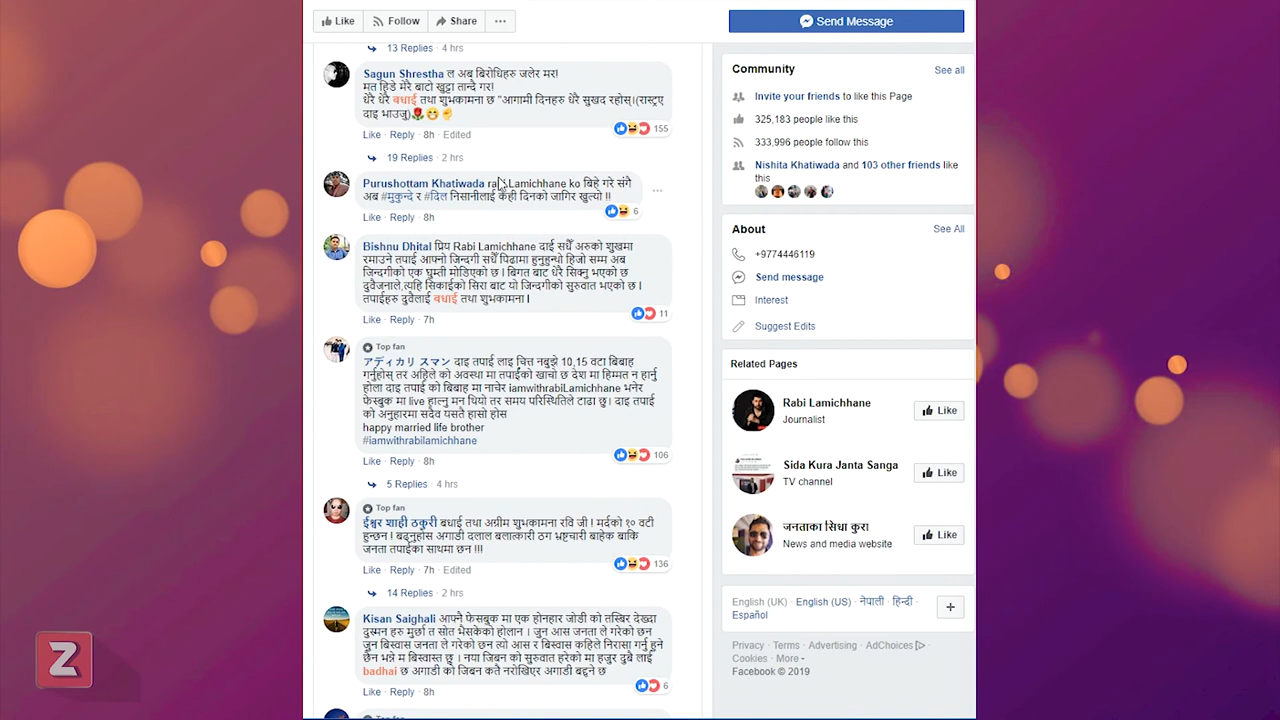 Like Follow Share ...
Send Message
13 Replies · 4 hrs
Sagun Shrestha ल अब बिरोधिहरु जलेर मर!
मत हिडे मेरै बाटो खुट्टा तान्दै गर!
धेरै धेरै बधाई तथा शुभकामना छ "आगामी दिनहरु धेरै सुखद रहोस्।(रास्ट्रए
दाइ भाउजु)🌹😁✊
155
Like · Reply · 8h · Edited
19 Replies · 2 hrs
Purushottam Khatiwada Lamichhane ko बिहे गरे संगै
अब #मुकुन्दे र #दिल निसानीलाई केही दिनको जागिर खुल्यो !!
6
Like · Reply · 8h
Bishnu Dhital प्रिय Rabi Lamichhane दाई सधैँ अरुको शुखमा
रमाउने तपाई आफ्नो जिन्दगी सधैँ पिढामा हुनुहुन्थो हिजो सम्म अब
जिन्दगीको एक घुम्ती मोडिएको छ । बिगत बाट धेरै सिक्नु भएको छ
दुवैजनाले,त्यहि सिकाईको सिरा बाट यो जिन्दगीको सुरुवात भएको छ ।
तपाईहरु दुवैलाई बधाई तथा शुभकामना ।
11
Like · Reply · 7h
Top fan
アディカリ スマン दाइ तपाई लाइ चित्त नबुझे 10,15 वटा बिबाह
गर्नुहोस् तर अहिले को अवस्था मा तपाईंको खाचो छ देश मा हिम्मत न हार्नु
होला दाइ तपाई को बिबाह मा नाचेर iamwithrabiLamichhane भनेर
फेस्बुक मा live हाल्नु मन थियो तर समय परिस्थितिले टाढा छु। दाइ तपाई
को अनुहारमा सदैव यसतै हासो होस
happy married life brother
#iamwithrabilamichhane
106
Like · Reply · 8h
5 Replies · 4 hrs
Top fan
ईश्वर शाही ठकुरी बधाई तथा अग्रीम शुभकामना रवि जी ! मर्दको १० वटी
हुन्छन । बढ्नुहोस अगाडी दलाल बलात्कारी ठग भ्रष्टचारी बाहेक बाकि
जनता तपाईका साथमा छन !!!
136
Like · Reply · 7h · Edited
14 Replies · 2 hrs
Kisan Saighali आफ्नै फेसबुक मा एक होनहार जोडी को तस्बिर देख्दा
दुस्मन हरु मुर्छा त सोत भैसकेको होलान । जुन आस जनता ले गरेको छन
जुन बिस्वास जनता ले गरेको छन त्यो आस र बिस्वास कहिले निरासा गर्नु हुने
छैन भन्ने म बिस्वास्त छु । नया जिबन को सुरुवात हरेको मा हजुर दुबै लाई
badhai छ अगाडी को जिबन कतै नरोखिएर अगाडी बढ्ने छ
6
Like · Reply · 8h
Top fan
Community See all
Invite your friends to like this Page
325,183 people like this
333,996 people follow this
Nishita Khatiwada and 103 other friends like
this
About See All
+9774446119
Send message
Interest
Suggest Edits
Related Pages
Rabi Lamichhane
Journalist
Like
Sida Kura Janta Sanga
TV channel
Like
जनताका सिधा कुरा
News and media website
Like
English (UK) · English (US) · नेपाली · हिन्दी ·
Español
Privacy · Terms · Advertising · AdChoices ·
Cookies · More
Facebook © 2019
Z